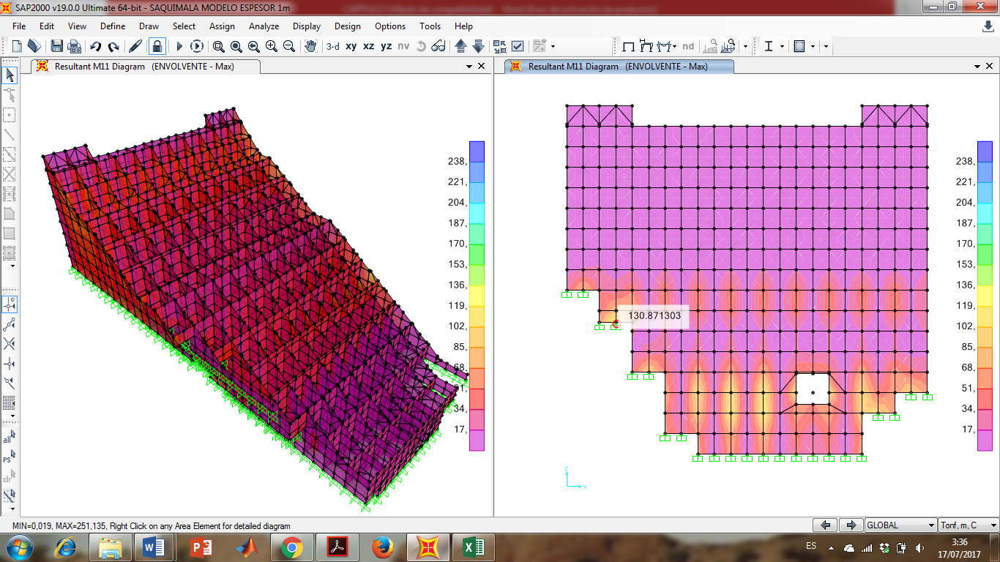 SAP2000 v19.0.0 Ultimate 64-bit - SAQUIMALA MODELO ESPESOR 1m
File Edit View Define Draw Select Assign Analyze Display Design Options Tools Help
3-d xy xz yz nv nd
Resultant M11 Diagram (ENVOLVENTE - Max)
Resultant M11 Diagram (ENVOLVENTE - Max)
all
PS
clr
238,
221,
204,
187,
170,
153,
136,
119,
102,
85,
68,
51,
34,
17,
130.871303
Z
X
238,
221,
204,
187,
170,
153,
136,
119,
102,
85,
68,
51,
34,
17,
MIN=0,019, MAX=251,135. Right Click on any Area Element for detailed diagram
GLOBAL
Tonf, m, C
ES
3:36
17/07/2017